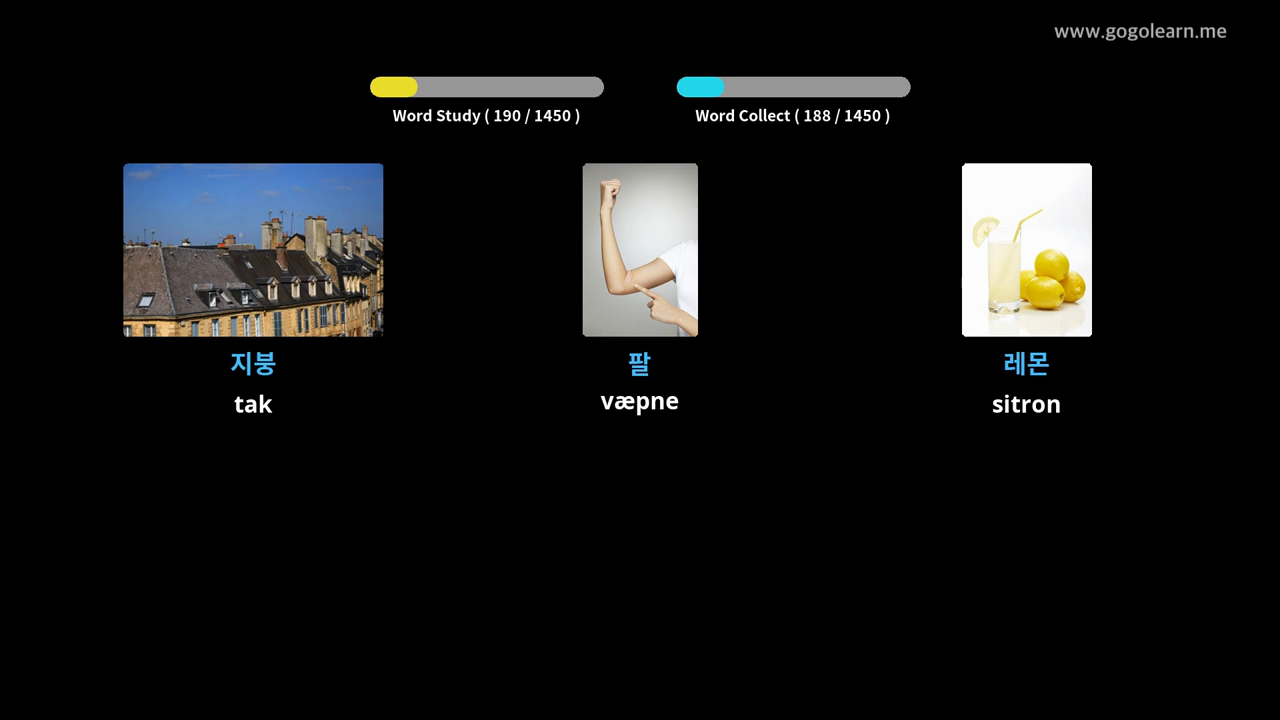 www.gogolearn.me
Word Study ( 190 / 1450 )
Word Collect ( 188 / 1450 )
지붕
팔
레몬
tak
væpne
sitron